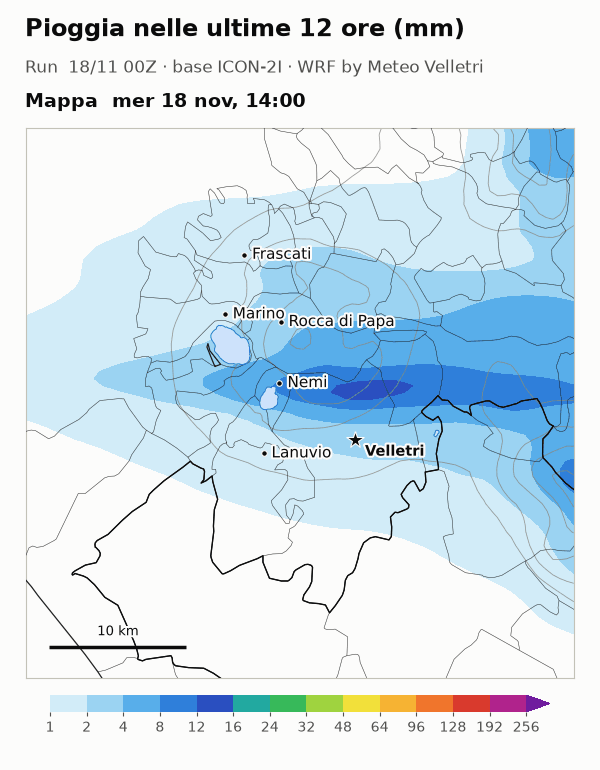 Pioggia nelle ultime 12 ore (mm)
Run 18/11 00Z · base ICON-2I · WRF by Meteo Velletri
Mappa mer 18 nov, 14:00
Frascati
Marino
Rocca di Papa
Nemi
Velletri
Lanuvio
10 km
1 2 4 8 12 16 24 32 48 64 96 128 192 256